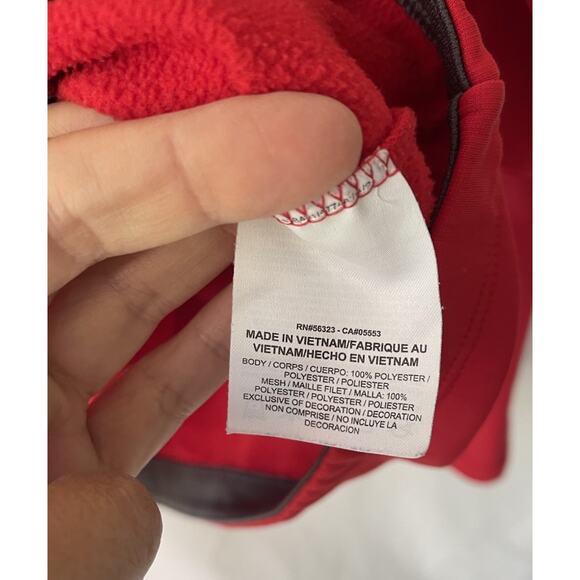 RN#56323 - CA#05553
MADE IN VIETNAM/FABRIQUE AU
VIETNAM/HECHO EN VIETNAM
BODY / CORPS / CUERPO: 100% POLYESTER /
POLYESTER / POLIESTER
MESH / MAILLE FILET / MALLA: 100%
POLYESTER / POLYESTER / POLIESTER
EXCLUSIVE OF DECORATION / DECORATION
NON COMPRISE / NO INCLUYE LA
DECORACION